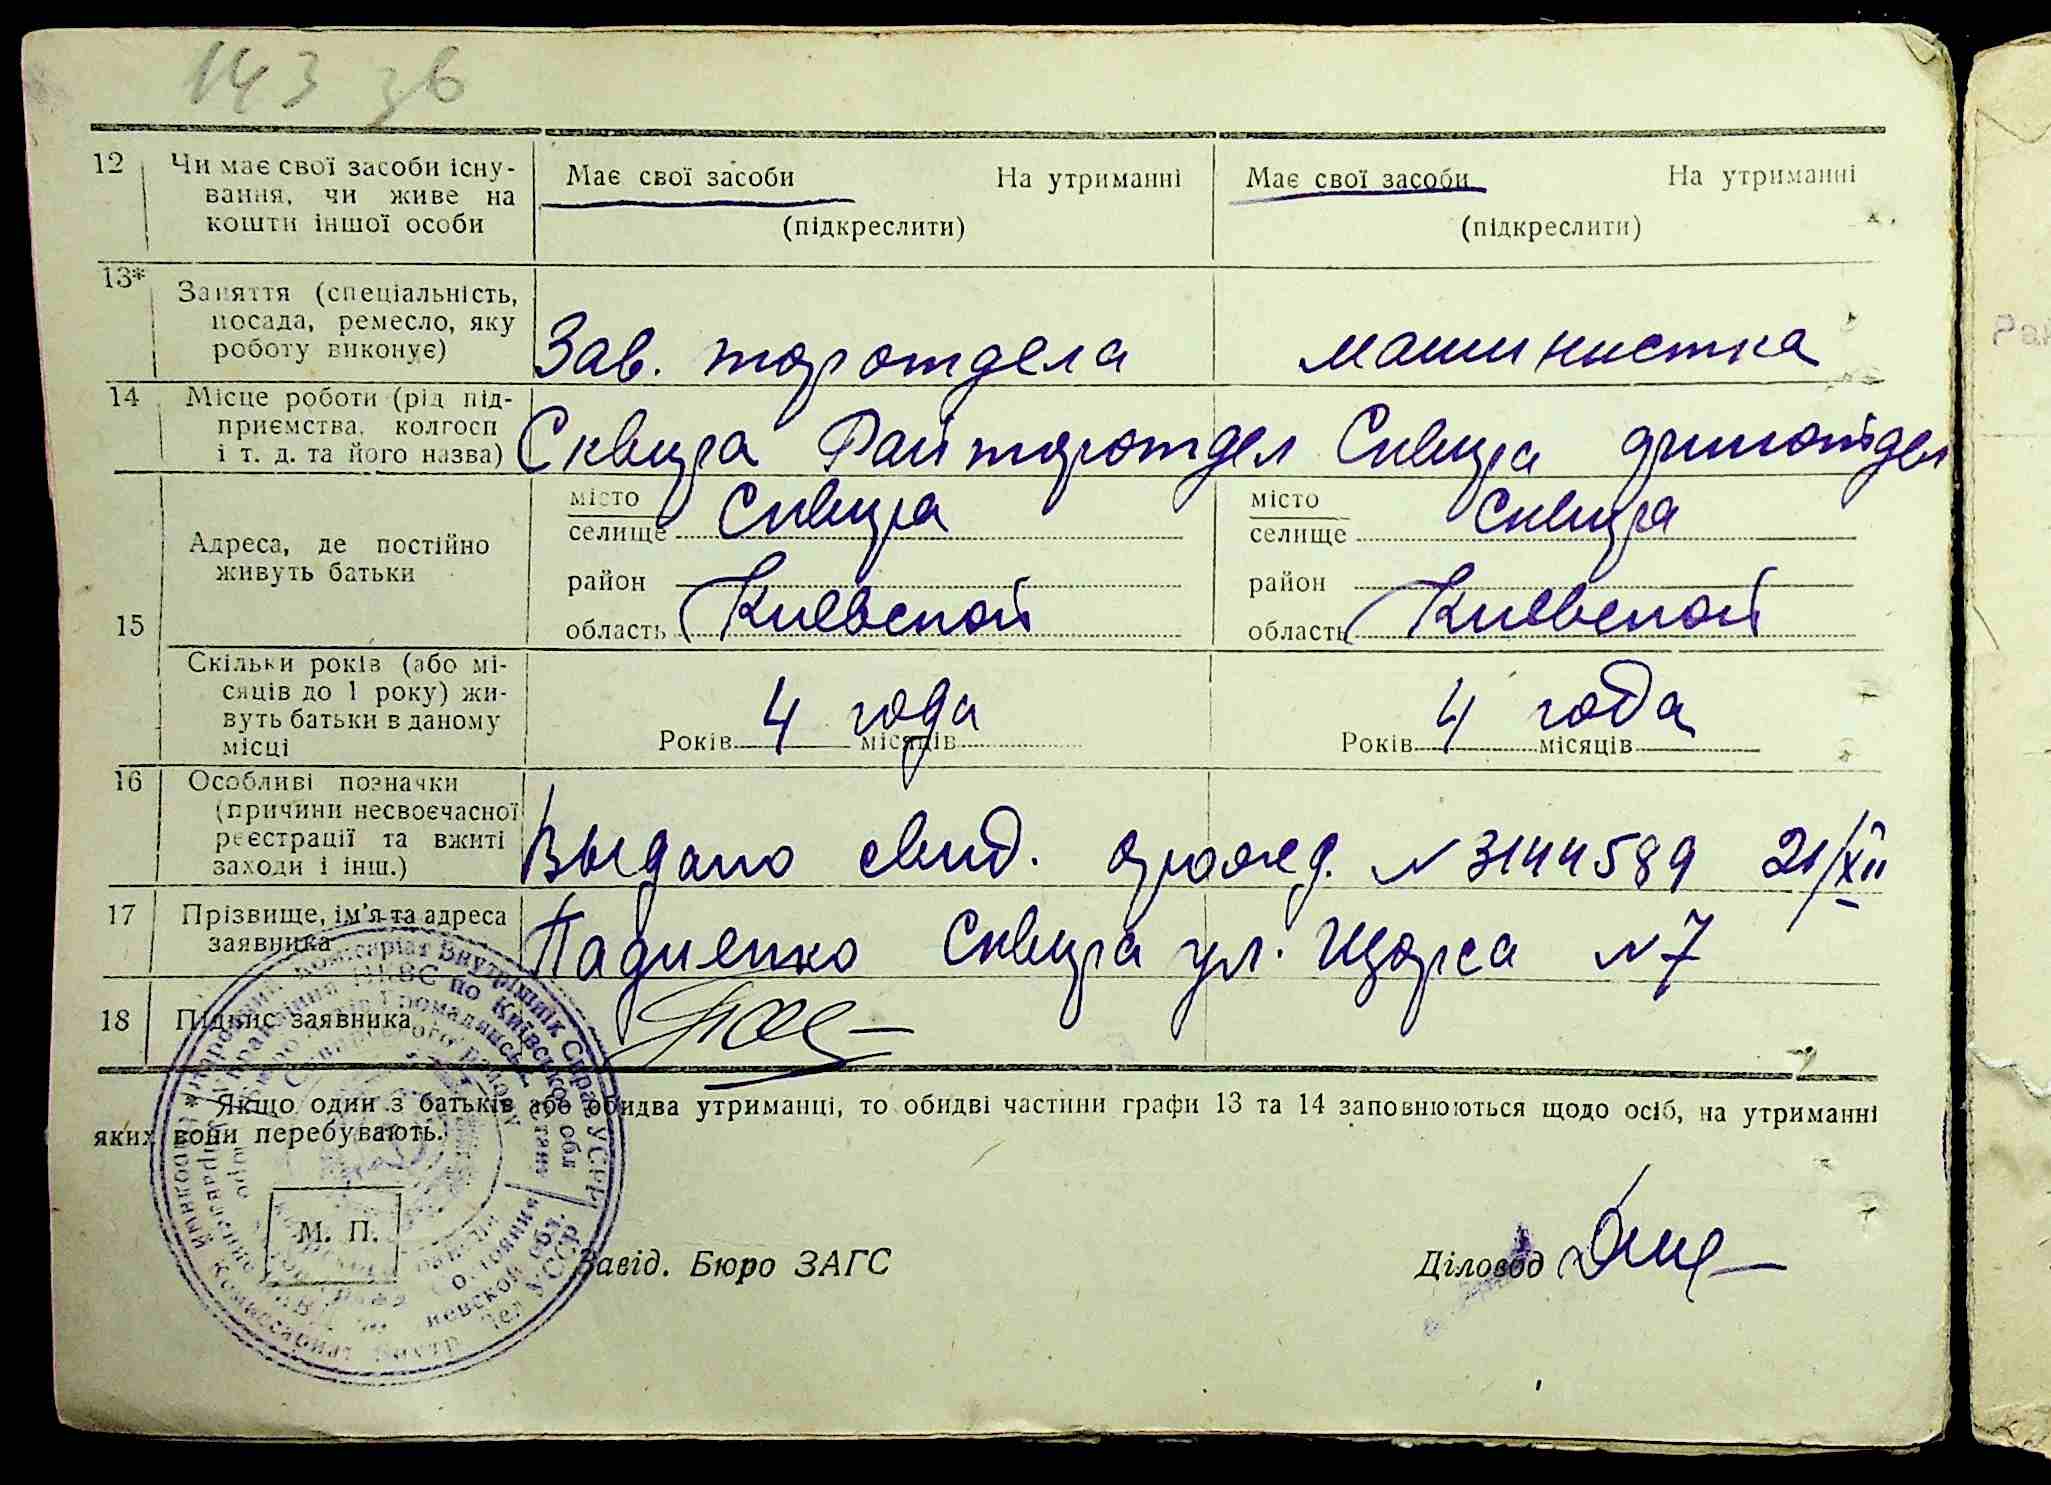 143 зв
12 Чи має свої засоби існу-
вання, чи живе на
кошти іншої особи
Має свої засоби На утриманні
(підкреслити)
Має свої засоби На утриманні
(підкреслити)
13* Заняття (спеціальність,
посада, ремесло, яку
роботу виконує)
Зав. торготдела
машинистка
14 Місце роботи (рід під-
приємства, колгосп
і т. д. та його назва)
Сквира Райторготдел
Сквира
15 Адреса, де постійно
живуть батьки
місто
селище Сквира
район
область Киевской
місто
селище Сквира
район
область Киевской
Скільки років (або мі-
сяців до 1 року) жи-
вуть батьки в даному
місці
Років 4 года місяців
Років 4 года місяців
16 Особливі позначки
(причини несвоєчасної
реєстрації та вжиті
заходи і інш.)
Выдано свид. о рожд. № 3144589 21/XII
17 Прізвище, ім'я та адреса
заявника
Сквира ул. Щорса №7
18 Підпис заявника
* Якщо один з батьків або обидва утриманці, то обидві частини графи 13 та 14 заповнюються щодо осіб, на утриманні
яких вони перебувають.
М. П.
Завід. Бюро ЗАГС
Діловод